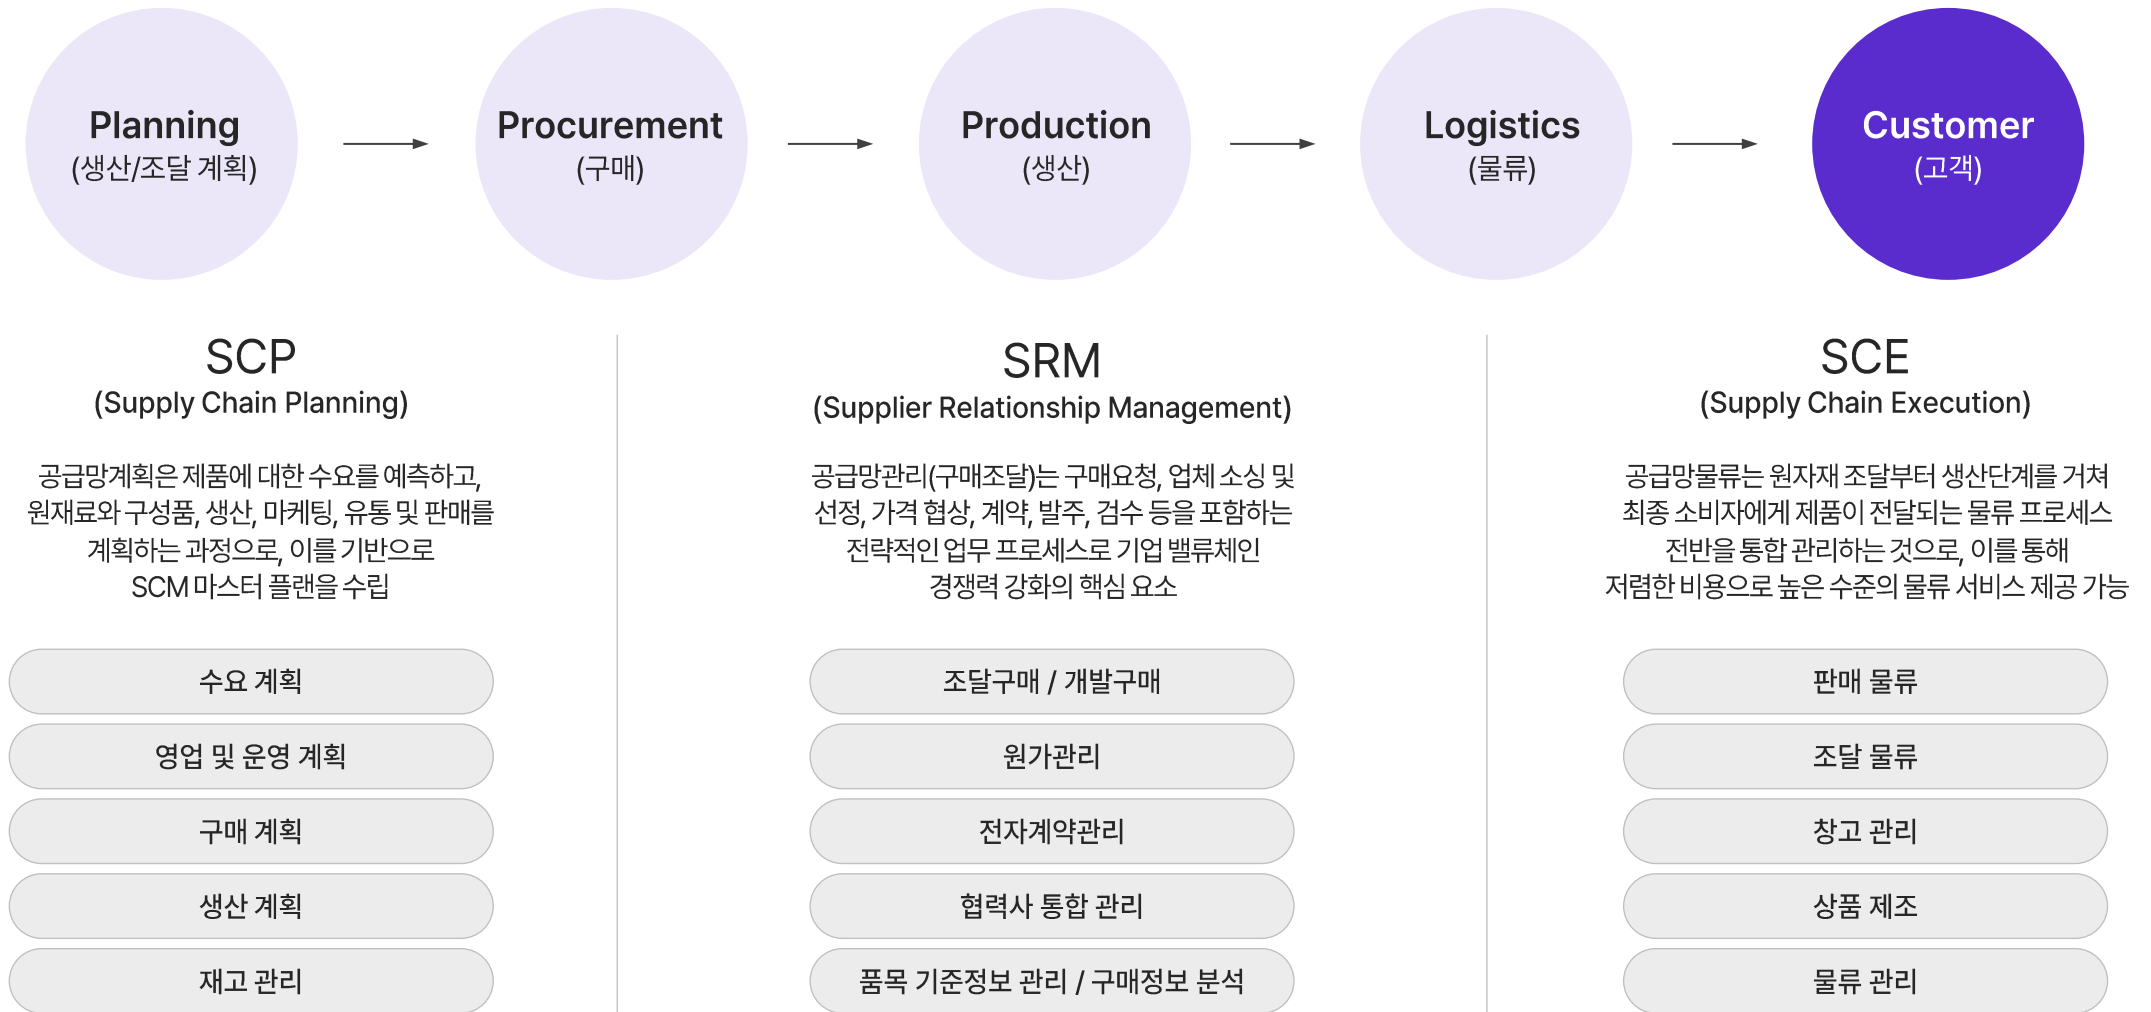 Planning
(생산/조달 계획)
Procurement
(구매)
Production
(생산)
Logistics
(물류)
Customer
(고객)
SCP
(Supply Chain Planning)
공급망계획은 제품에 대한 수요를 예측하고,
원재료와 구성품, 생산, 마케팅, 유통 및 판매를
계획하는 과정으로, 이를 기반으로
SCM 마스터 플랜을 수립
수요 계획
영업 및 운영 계획
구매 계획
생산 계획
재고 관리
SRM
(Supplier Relationship Management)
공급망관리(구매조달)는 구매요청, 업체 소싱 및
선정, 가격 협상, 계약, 발주, 검수 등을 포함하는
전략적인 업무 프로세스로 기업 밸류체인
경쟁력 강화의 핵심 요소
조달구매 / 개발구매
원가관리
전자계약관리
협력사 통합 관리
품목 기준정보 관리 / 구매정보 분석
SCE
(Supply Chain Execution)
공급망물류는 원자재 조달부터 생산단계를 거쳐
최종 소비자에게 제품이 전달되는 물류 프로세스
전반을 통합 관리하는 것으로, 이를 통해
저렴한 비용으로 높은 수준의 물류 서비스 제공 가능
판매 물류
조달 물류
창고 관리
상품 제조
물류 관리